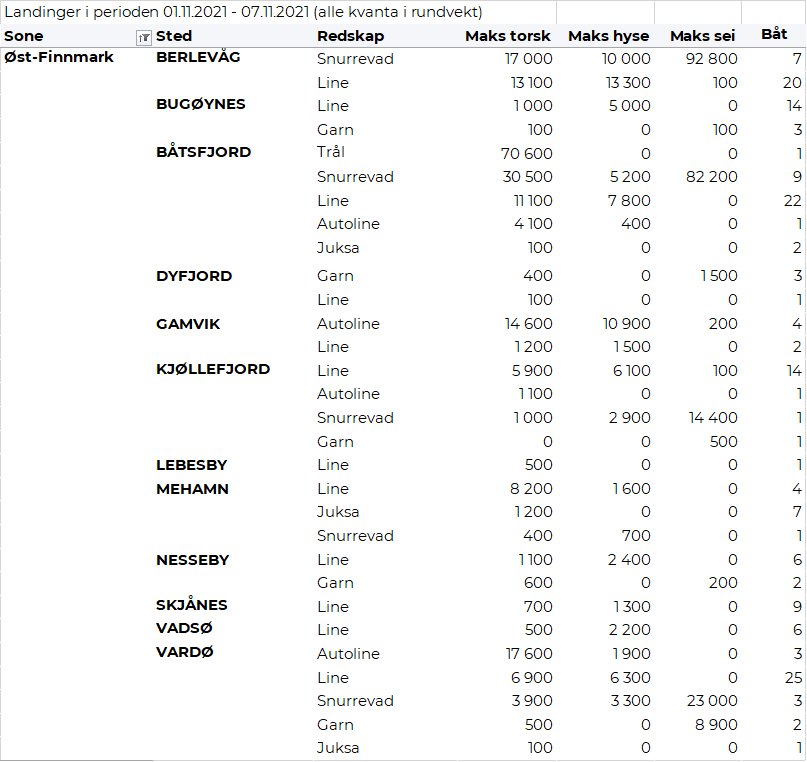 Landinger i perioden 01.11.2021 - 07.11.2021 (alle kvanta i rundvekt)
Sone Sted Redskap Maks torsk Maks hyse Maks sei Båt
Øst-Finnmark BERLEVÅG Snurrevad 17 000 10 000 92 800 7
Line 13 100 13 300 100 20
BUGØYNES Line 1 000 5 000 0 14
Garn 100 0 100 3
BÅTSFJORD Trål 70 600 0 0 1
Snurrevad 30 500 5 200 82 200 9
Line 11 100 7 800 0 22
Autoline 4 100 400 0 1
Juksa 100 0 0 2
DYFJORD Garn 400 0 1 500 3
Line 100 0 0 1
GAMVIK Autoline 14 600 10 900 200 4
Line 1 200 1 500 0 2
KJØLLEFJORD Line 5 900 6 100 100 14
Autoline 1 100 0 0 1
Snurrevad 1 000 2 900 14 400 1
Garn 0 0 500 1
LEBESBY Line 500 0 0 1
MEHAMN Line 8 200 1 600 0 4
Juksa 1 200 0 0 7
Snurrevad 400 700 0 1
NESSEBY Line 1 100 2 400 0 6
Garn 600 0 200 2
SKJÅNES Line 700 1 300 0 9
VADSØ Line 500 2 200 0 6
VARDØ Autoline 17 600 1 900 0 3
Line 6 900 6 300 0 25
Snurrevad 3 900 3 300 23 000 3
Garn 500 0 8 900 2
Juksa 100 0 0 1